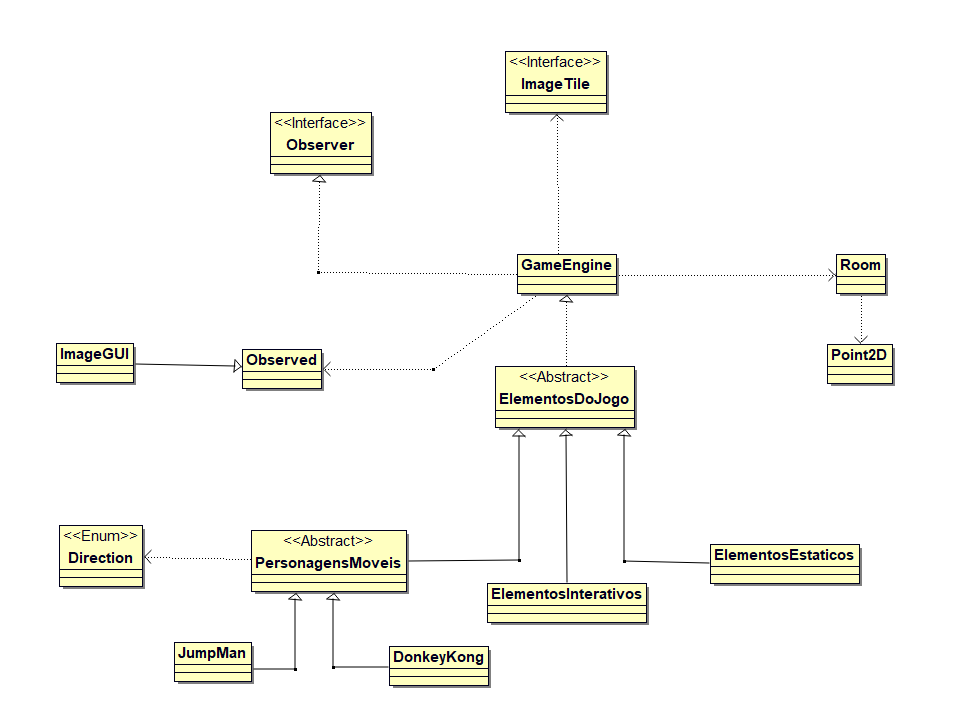 <<Interface>>
ImageTile
<<Interface>>
Observer
GameEngine
Room
ImageGUI
Observed
Point2D
<<Abstract>>
ElementosDoJogo
<<Enum>>
Direction
<<Abstract>>
PersonagensMoveis
ElementosEstaticos
ElementosInterativos
JumpMan
DonkeyKong